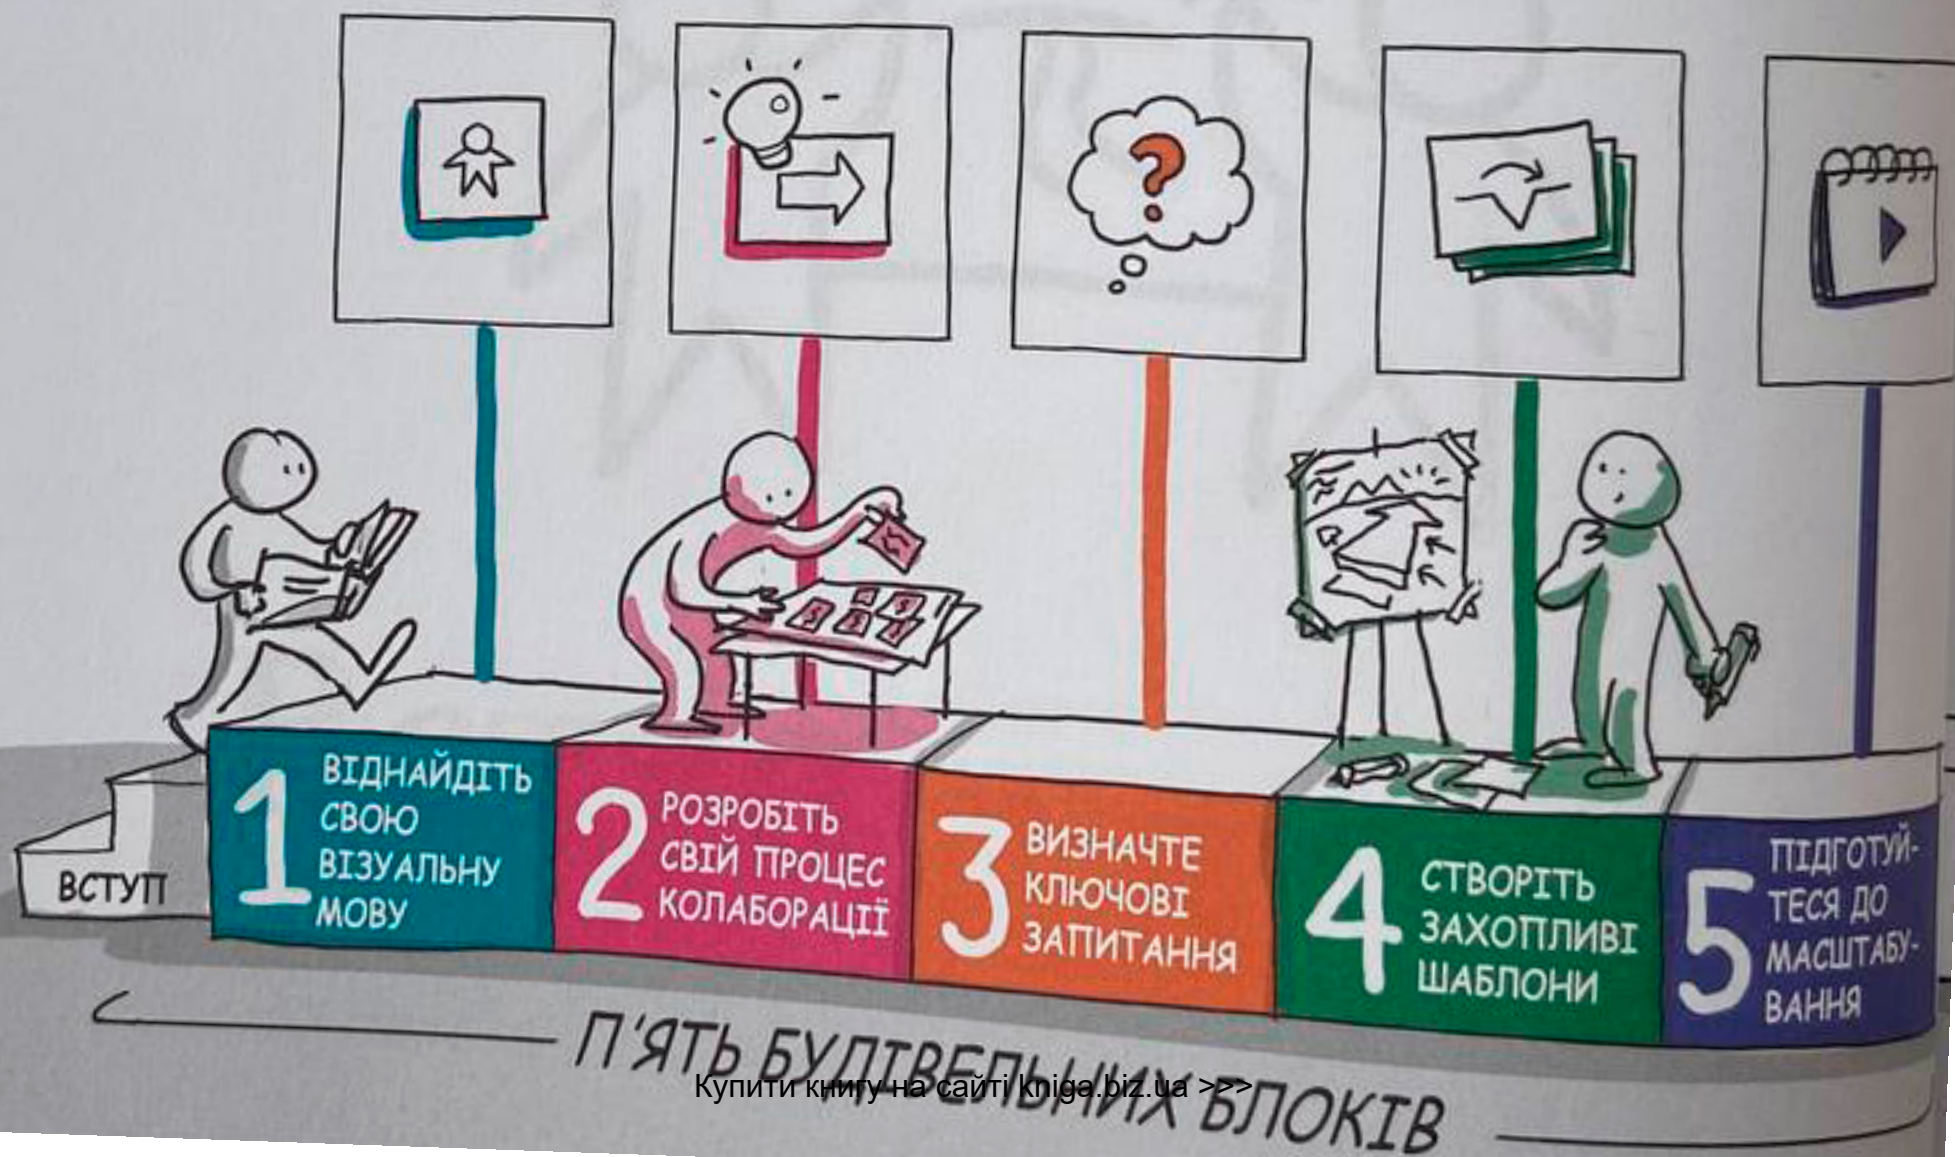 ВСТУП
1
ВІДНАЙДІТЬ
СВОЮ
ВІЗУАЛЬНУ
МОВУ
2
РОЗРОБІТЬ
СВІЙ ПРОЦЕС
КОЛАБОРАЦІЇ
3
ВИЗНАЧТЕ
КЛЮЧОВІ
ЗАПИТАННЯ
4
СТВОРІТЬ
ЗАХОПЛИВІ
ШАБЛОНИ
5
ПІДГОТУЙ-
ТЕСЯ ДО
МАСШТАБУ-
ВАННЯ
П'ЯТЬ БУДІВЕЛЬНИХ БЛОКІВ
Купити книгу на сайті kniga.biz.ua >>>